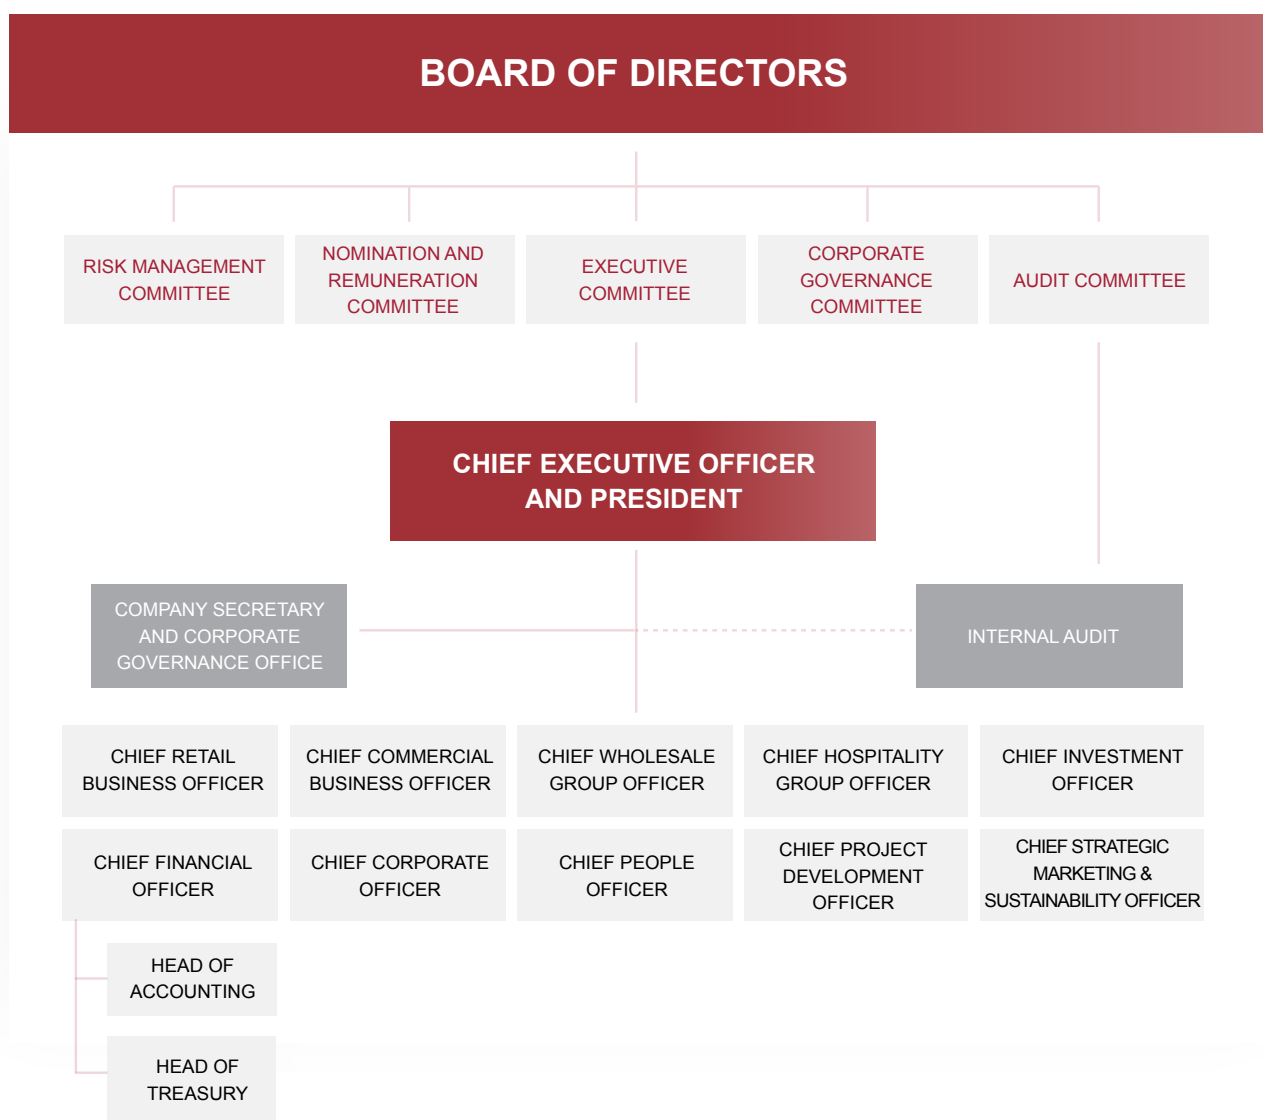 BOARD OF DIRECTORS
RISK MANAGEMENT
COMMITTEE
NOMINATION AND
REMUNERATION
COMMITTEE
EXECUTIVE
COMMITTEE
CORPORATE
GOVERNANCE
COMMITTEE
AUDIT COMMITTEE
CHIEF EXECUTIVE OFFICER
AND PRESIDENT
COMPANY SECRETARY
AND CORPORATE
GOVERNANCE OFFICE
INTERNAL AUDIT
CHIEF RETAIL
BUSINESS OFFICER
CHIEF COMMERCIAL
BUSINESS OFFICER
CHIEF WHOLESALE
GROUP OFFICER
CHIEF HOSPITALITY
GROUP OFFICER
CHIEF INVESTMENT
OFFICER
CHIEF FINANCIAL
OFFICER
CHIEF CORPORATE
OFFICER
CHIEF PEOPLE
OFFICER
CHIEF PROJECT
DEVELOPMENT
OFFICER
CHIEF STRATEGIC
MARKETING &
SUSTAINABILITY OFFICER
HEAD OF
ACCOUNTING
HEAD OF
TREASURY